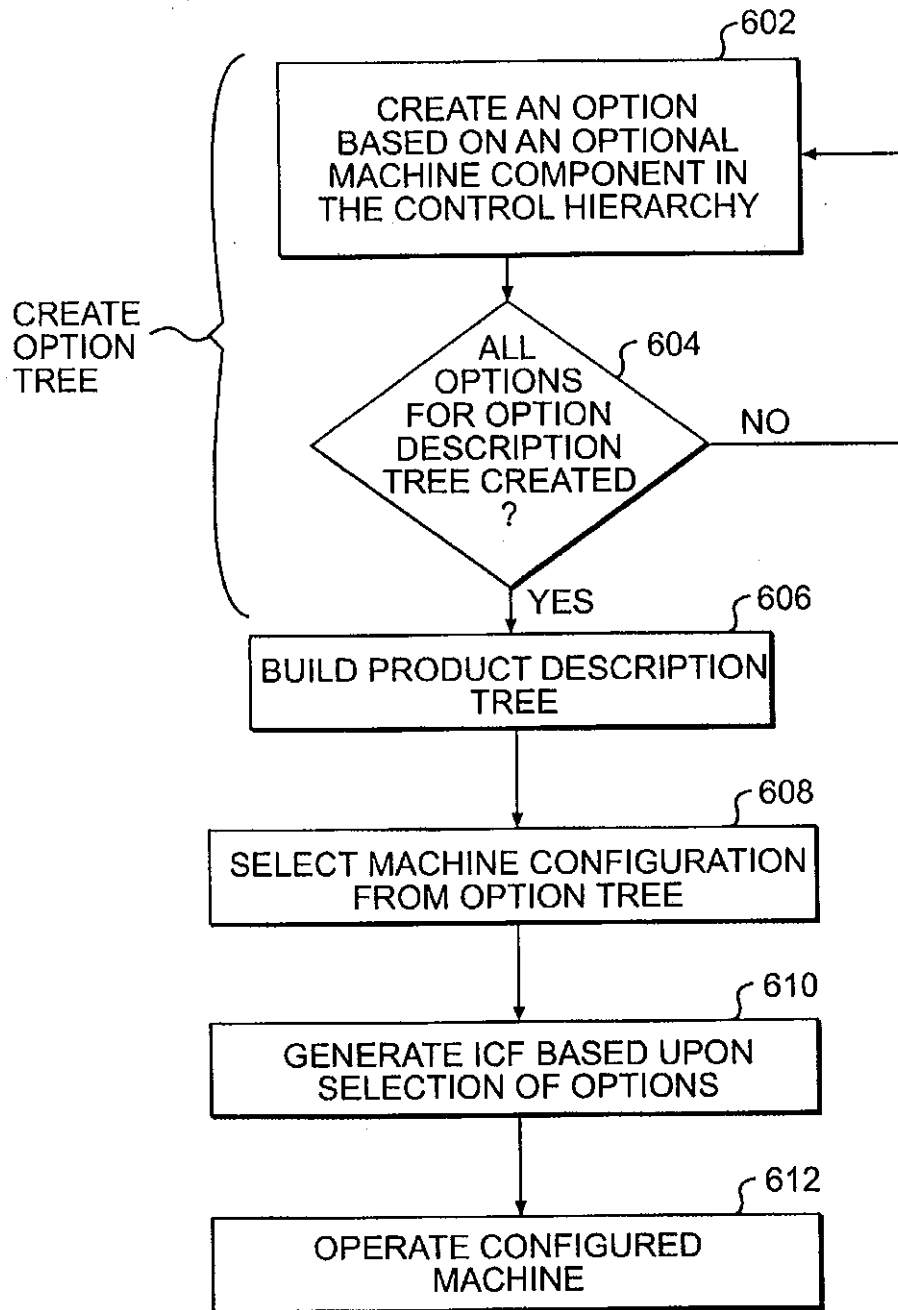 602
CREATE AN OPTION
BASED ON AN OPTIONAL
MACHINE COMPONENT IN
THE CONTROL HIERARCHY
CREATE
OPTION
TREE
604
ALL
OPTIONS
FOR OPTION
DESCRIPTION
TREE CREATED
?
NO
YES
606
BUILD PRODUCT DESCRIPTION
TREE
608
SELECT MACHINE CONFIGURATION
FROM OPTION TREE
610
GENERATE ICF BASED UPON
SELECTION OF OPTIONS
612
OPERATE CONFIGURED
MACHINE